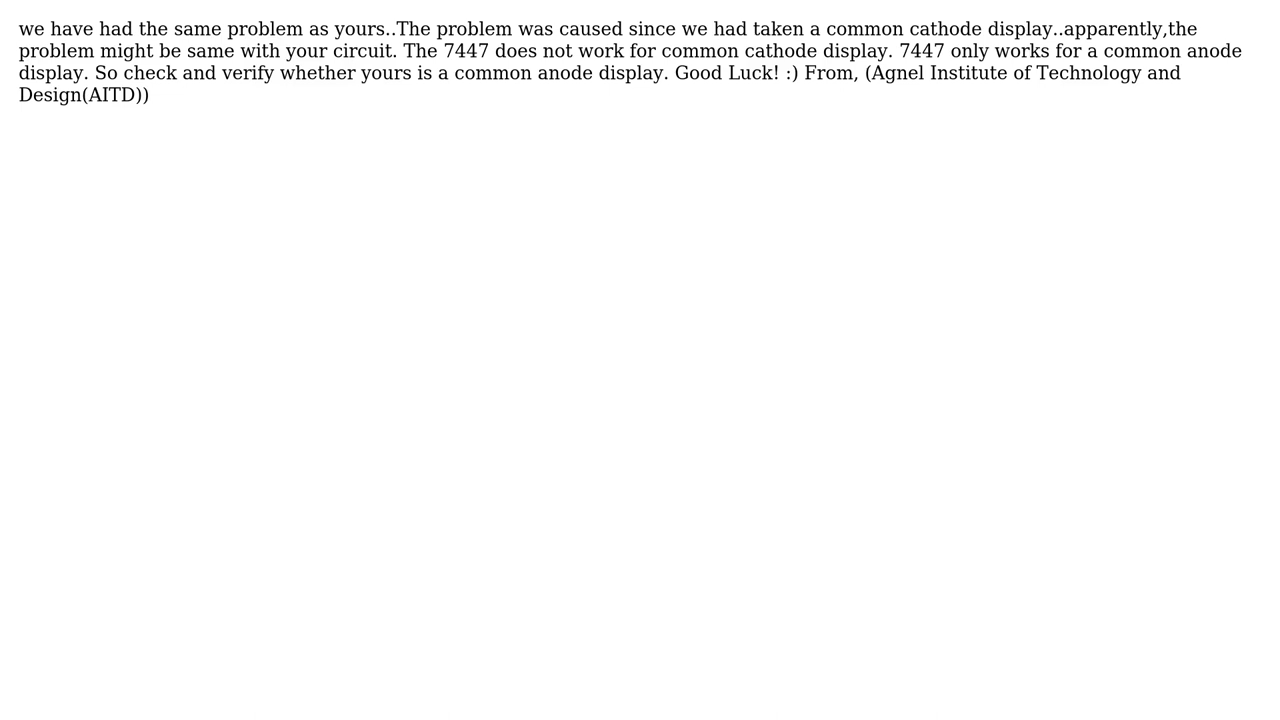 we have had the same problem as yours..The problem was caused since we had taken a common cathode display..apparently,the
problem might be same with your circuit. The 7447 does not work for common cathode display. 7447 only works for a common anode
display. So check and verify whether yours is a common anode display. Good Luck! :) From, (Agnel Institute of Technology and
Design(AITD))